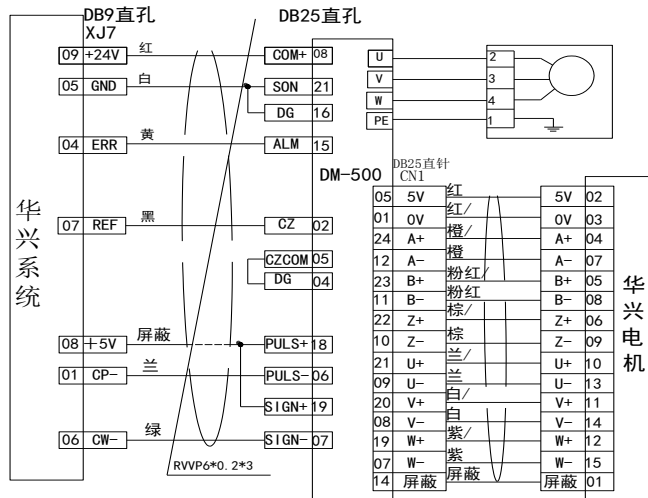 DB9直孔
XJ7
DB25直孔
09 +24V 红 COM+ 08
05 GND 白 SON 21
DG 16
04 ERR 黄 ALM 15
07 REF 黑 CZ 02
CZCOM 05
DG 04
08 +5V 屏蔽 PULS+ 18
01 CP- 兰 PULS- 06
SIGN+ 19
06 CW- 绿 SIGN- 07
RVVP6*0.2*3
华兴系统
U 2
V 3
W 4
PE 1
DM-500
DB25直针
CN1
05 5V 红 5V 02
01 0V 红/ 0V 03
24 A+ 橙/ A+ 04
12 A- 橙 A- 07
23 B+ 粉红/ B+ 05
11 B- 粉红 B- 08
22 Z+ 棕/ Z+ 06
10 Z- 棕 Z- 09
21 U+ 兰/ U+ 10
09 U- 兰 U- 13
20 V+ 白/ V+ 11
08 V- 白 V- 14
19 W+ 紫/ W+ 12
07 W- 紫 W- 15
14 屏蔽 屏蔽 屏蔽 01
华兴电机